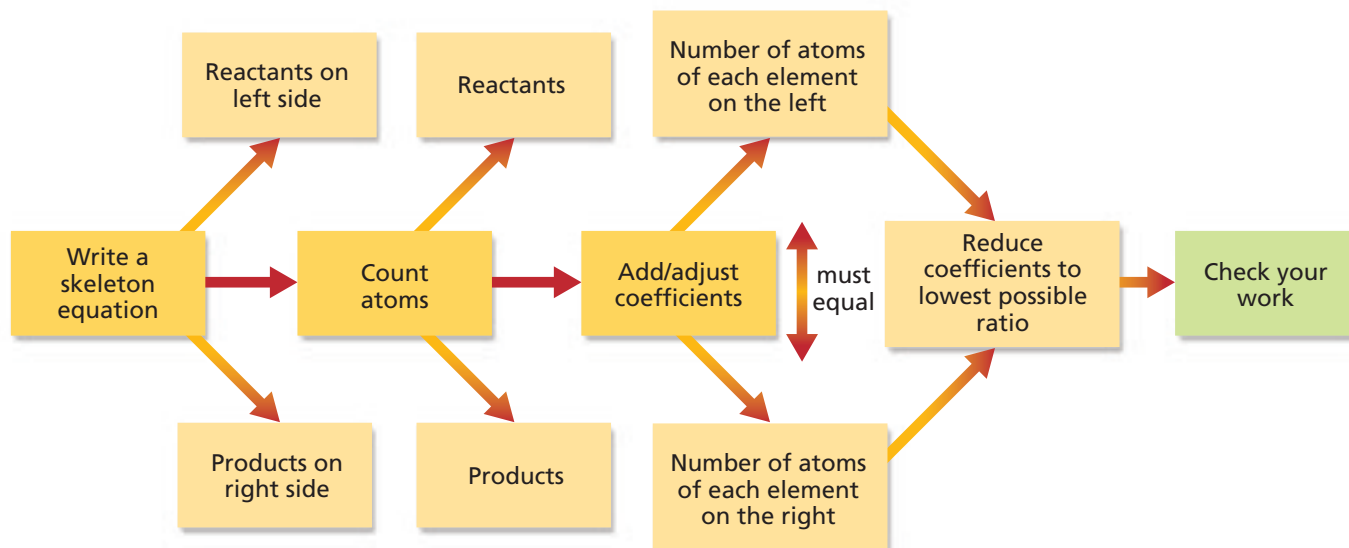 Reactants on
left side
Reactants
Number of atoms
of each element
on the left
Write a
skeleton
equation
Count
atoms
Add/adjust
coefficients
must
equal
Reduce
coefficients to
lowest possible
ratio
Check your
work
Products on
right side
Products
Number of atoms
of each element
on the right